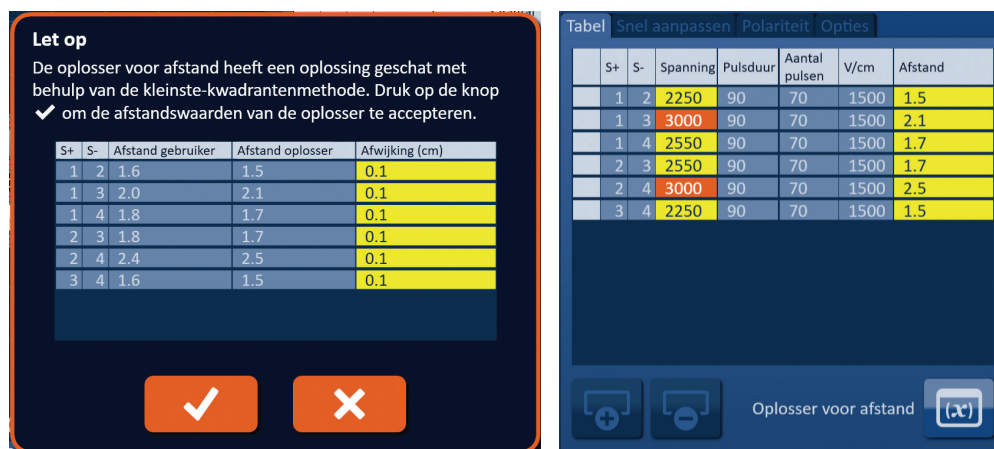 Let op
De oplosser voor afstand heeft een oplossing geschat met
behulp van de kleinste-kwadrantenmethode. Druk op de knop
✔ om de afstandswaarden van de oplosser te accepteren.
S+ S- Afstand gebruiker Afstand oplosser Afwijking (cm)
1 2 1.6 1.5 0.1
1 3 2.0 2.1 0.1
1 4 1.8 1.7 0.1
2 3 1.8 1.7 0.1
2 4 2.4 2.5 0.1
3 4 1.6 1.5 0.1
Tabel Snel aanpassen Polariteit Opties
S+ S- Spanning Pulsduur Aantal pulsen V/cm Afstand
1 2 2250 90 70 1500 1.5
1 3 3000 90 70 1500 2.1
1 4 2550 90 70 1500 1.7
2 3 2550 90 70 1500 1.7
2 4 3000 90 70 1500 2.5
3 4 2250 90 70 1500 1.5
Oplosser voor afstand (x)